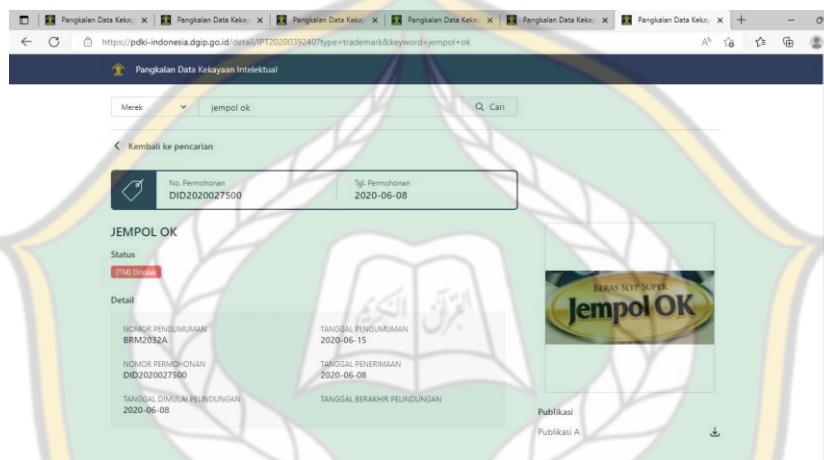 Pangkalan Data Kekay Pangkalan Data Kekay Pangkalan Data Kekay Pangkalan Data Kekay Pangkalan Data Kekay Pangkalan Data Kekay
https://pdki-indonesia.dgip.go.id/detail/IPT2020039240?type=trademark&keyword=jempol+ok
Pangkalan Data Kekayaan Intelektual
Merek jempol ok Cari
Kembali ke pencarian
No. Permohonan Tgl. Permohonan
DID2020027500 2020-06-08
JEMPOL OK
Status
(TM) Ditolak
Detail
NOMOR PENGUMUMAN TANGGAL PENGUMUMAN
BRM2032A 2020-06-15
NOMOR PERMOHONAN TANGGAL PENERIMAAN
DID2020027500 2020-06-08
TANGGAL DIMULAI PELINDUNGAN TANGGAL BERAKHIR PELINDUNGAN
2020-06-08
BERAS SLYP SUPER
Jempol OK
Publikasi
Publikasi A
القرآن الكريم